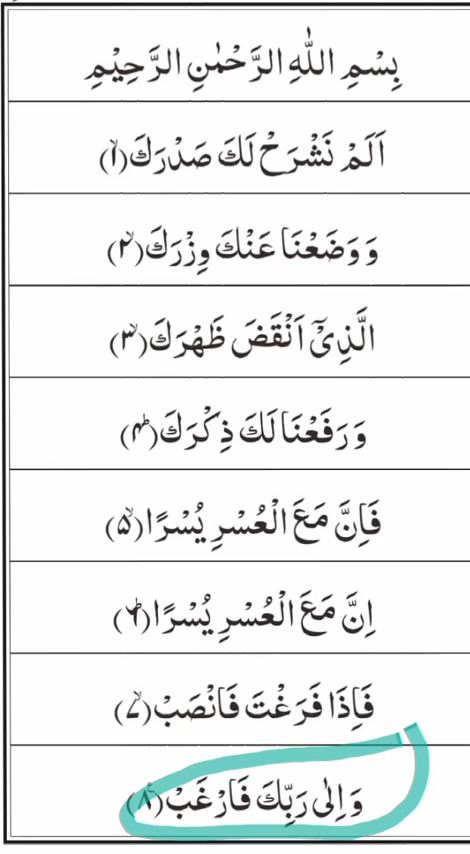 بِسْمِ اللّٰهِ الرَّحْمٰنِ الرَّحِيْمِ
اَلَمْ نَشْرَحْ لَكَ صَدْرَكَۙ(۱)
وَ وَضَعْنَا عَنْكَ وِزْرَكَۙ(۲)
الَّذِیْۤ اَنْقَضَ ظَهْرَكَۙ(۳)
وَ رَفَعْنَا لَكَ ذِكْرَكَؕ(۴)
فَاِنَّ مَعَ الْعُسْرِ یُسْرًاۙ(۵)
اِنَّ مَعَ الْعُسْرِ یُسْرًاؕ(۶)
فَاِذَا فَرَغْتَ فَانْصَبْۙ(۷)
وَ اِلٰى رَبِّكَ فَارْغَبْ۠(۸)